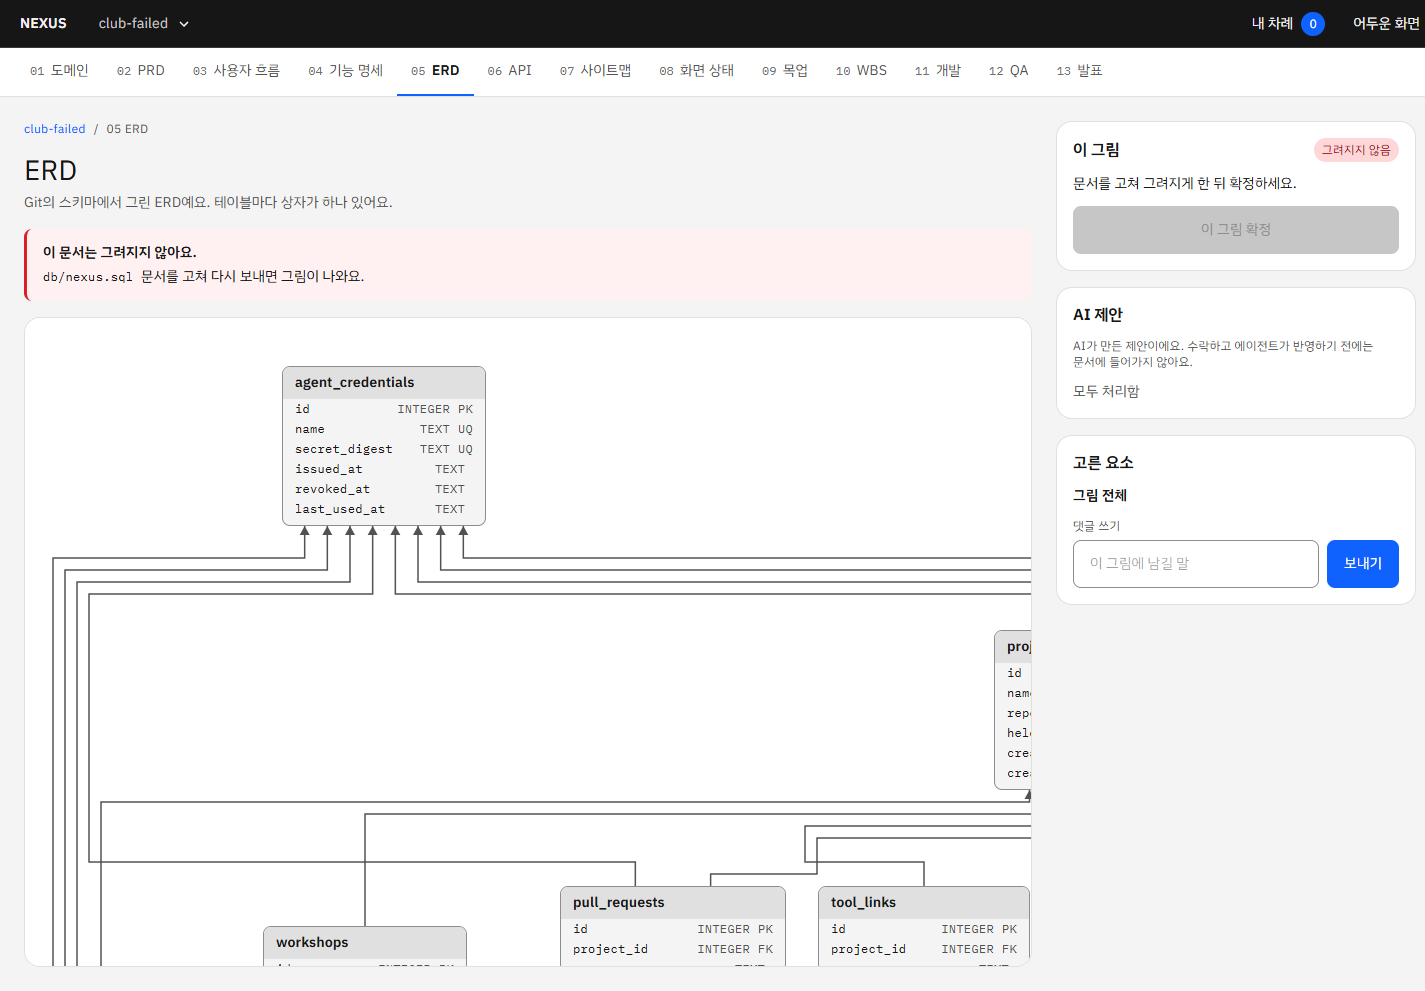 NEXUS club-failed 내 차례 0 어두운 화면
01 도메인 02 PRD 03 사용자 흐름 04 기능 명세 05 ERD 06 API 07 사이트맵 08 화면 상태 09 목업 10 WBS 11 개발 12 QA 13 발표
club-failed / 05 ERD
ERD
Git의 스키마에서 그린 ERD예요. 테이블마다 상자가 하나 있어요.
이 문서는 그려지지 않아요.
db/nexus.sql 문서를 고쳐 다시 보내면 그림이 나와요.
agent_credentials
id INTEGER PK
name TEXT UQ
secret_digest TEXT UQ
issued_at TEXT
revoked_at TEXT
last_used_at TEXT
id
pull_requests
id INTEGER PK
project_id INTEGER FK
tool_links
id INTEGER PK
project_id INTEGER FK
workshops
이 그림 그려지지 않음
문서를 고쳐 그려지게 한 뒤 확정하세요.
이 그림 확정
AI 제안
AI가 만든 제안이에요. 수락하고 에이전트가 반영하기 전에는
문서에 들어가지 않아요.
모두 처리함
고른 요소
그림 전체
댓글 쓰기
이 그림에 남길 말 보내기